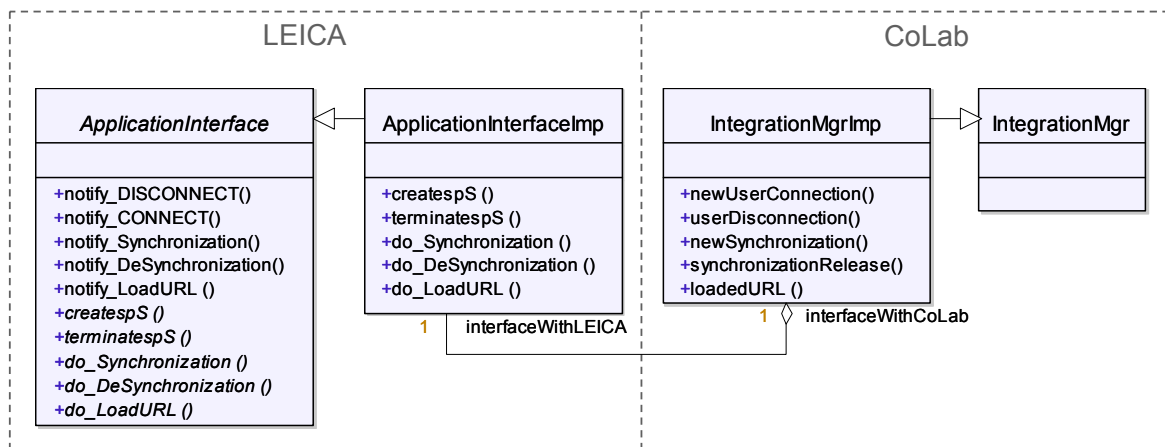 LEICA
CoLab
ApplicationInterface
+notify_DISCONNECT()
+notify_CONNECT()
+notify_Synchronization()
+notify_DeSynchronization()
+notify_LoadURL ()
+createspS ()
+terminatespS ()
+do_Synchronization ()
+do_DeSynchronization ()
+do_LoadURL ()
ApplicationInterfaceImp
+createspS ()
+terminatespS ()
+do_Synchronization ()
+do_DeSynchronization ()
+do_LoadURL ()
1
interfaceWithLEICA
IntegrationMgrImp
+newUserConnection()
+userDisconnection()
+newSynchronization()
+synchronizationRelease()
+loadedURL ()
1
interfaceWithCoLab
IntegrationMgr